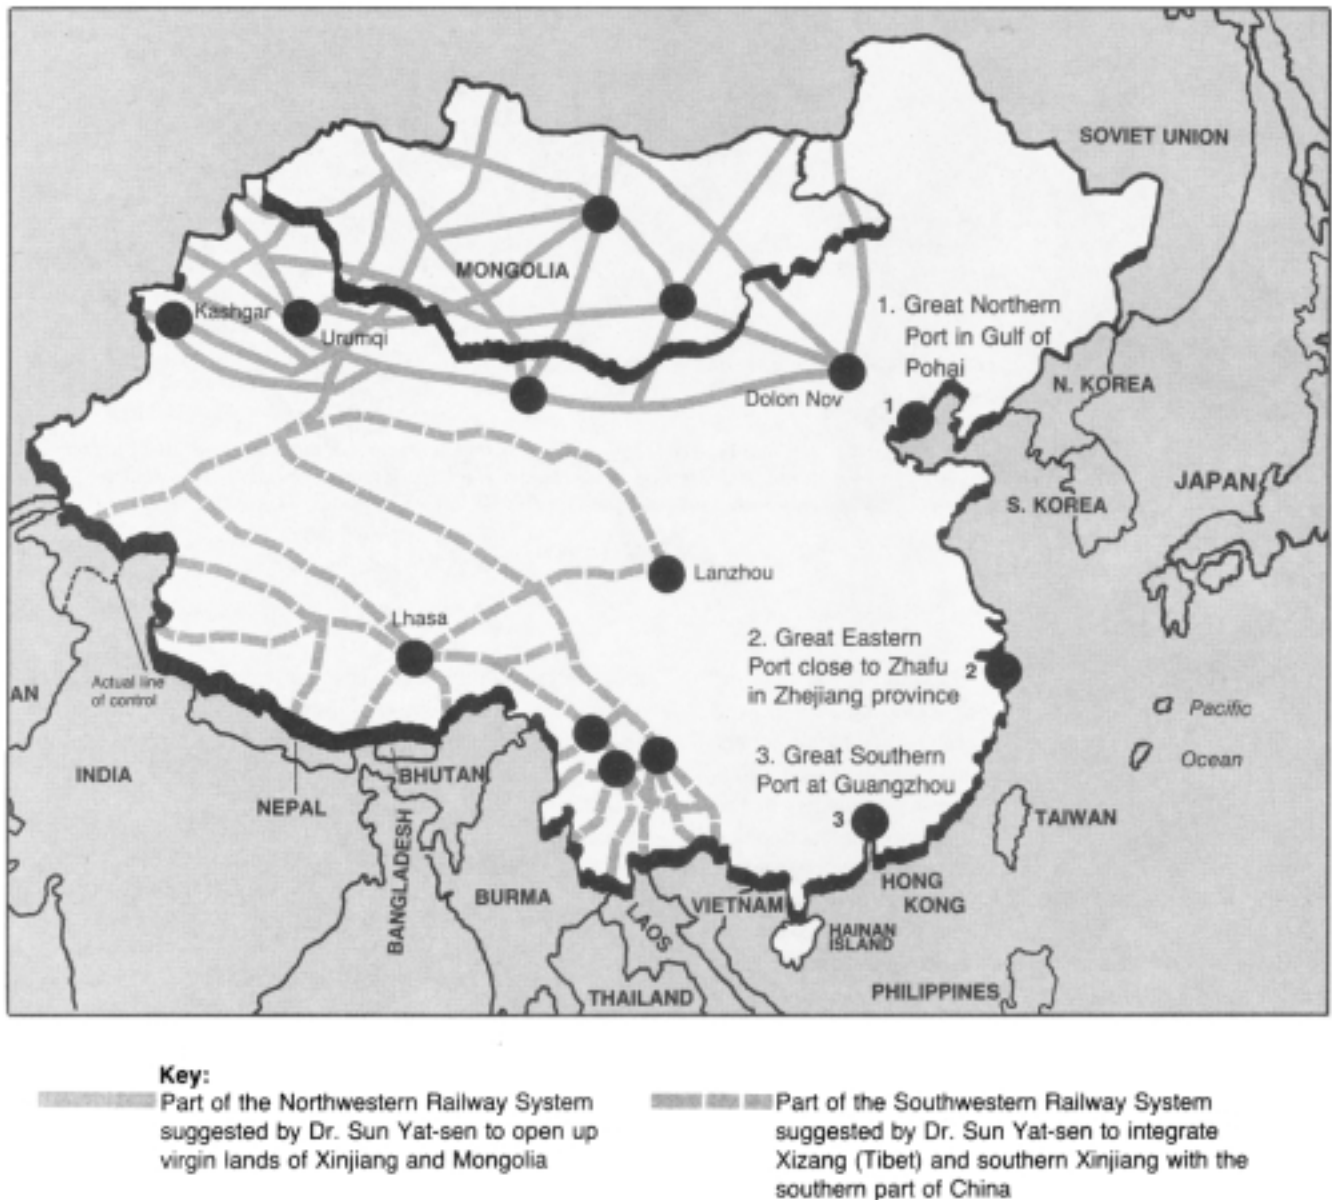 SOVIET UNION
MONGOLIA
1. Great Northern
Port in Gulf of
Pohai
Kashgar
Urumqi
N. KOREA
Dolon Nov
1
JAPAN
S. KOREA
Lanzhou
Lhasa
2. Great Eastern
Port close to Zhafu
in Zhejiang province
2
Actual line
of control
AN
Pacific
Ocean
3. Great Southern
Port at Guangzhou
INDIA
BHUTAN
NEPAL
3
TAIWAN
BANGLADESH
HONG
KONG
BURMA
VIETNAM
LAOS
HAINAN
ISLAND
THAILAND
PHILIPPINES
Key:
Part of the Northwestern Railway System
suggested by Dr. Sun Yat-sen to open up
virgin lands of Xinjiang and Mongolia
Part of the Southwestern Railway System
suggested by Dr. Sun Yat-sen to integrate
Xizang (Tibet) and southern Xinjiang with the
southern part of China